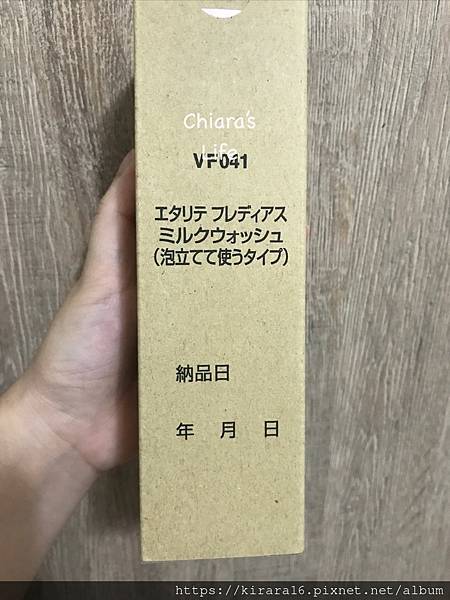 Chiara's
Life
VF041
エタリテ フレディアス
ミルクウォッシュ
(泡立てて使うタイプ)
納品日
年 月 日
https://kirara16.pixnet.net/album